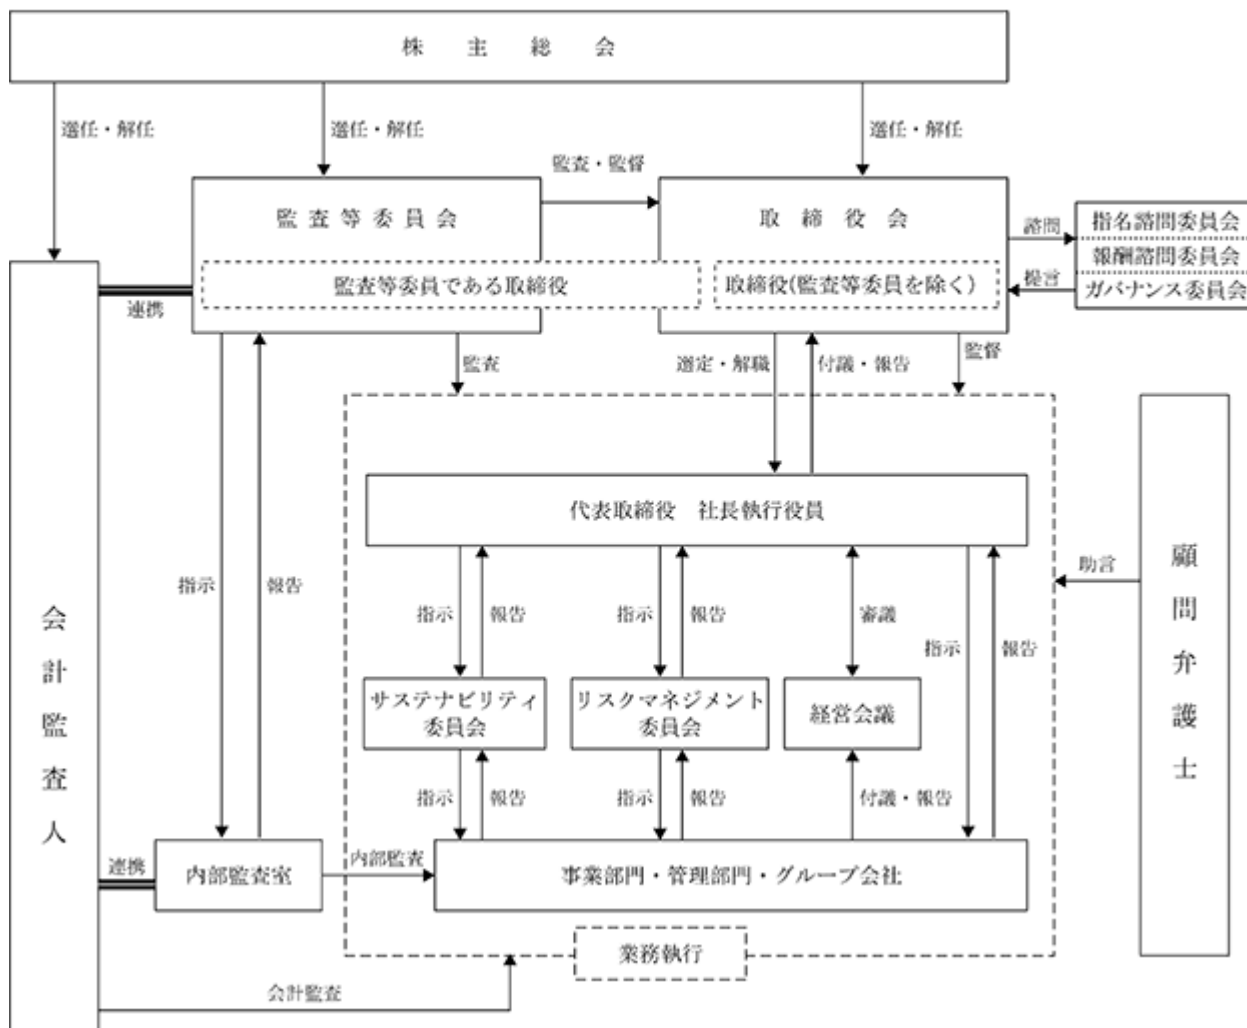 株主総会
選任・解任
選任・解任
選任・解任
監査・監督
監査等委員会
取締役会
諮問
指名諮問委員会
報酬諮問委員会
ガバナンス委員会
提言
監査等委員である取締役
取締役(監査等委員を除く)
連携
監査
選定・解職
付議・報告
監督
代表取締役 社長執行役員
助言
顧問弁護士
指示
報告
指示
報告
指示
報告
審議
指示
報告
会計監査人
サステナビリティ
委員会
リスクマネジメント
委員会
経営会議
指示
報告
指示
報告
付議・報告
連携
内部監査室
内部監査
事業部門・管理部門・グループ会社
業務執行
会計監査